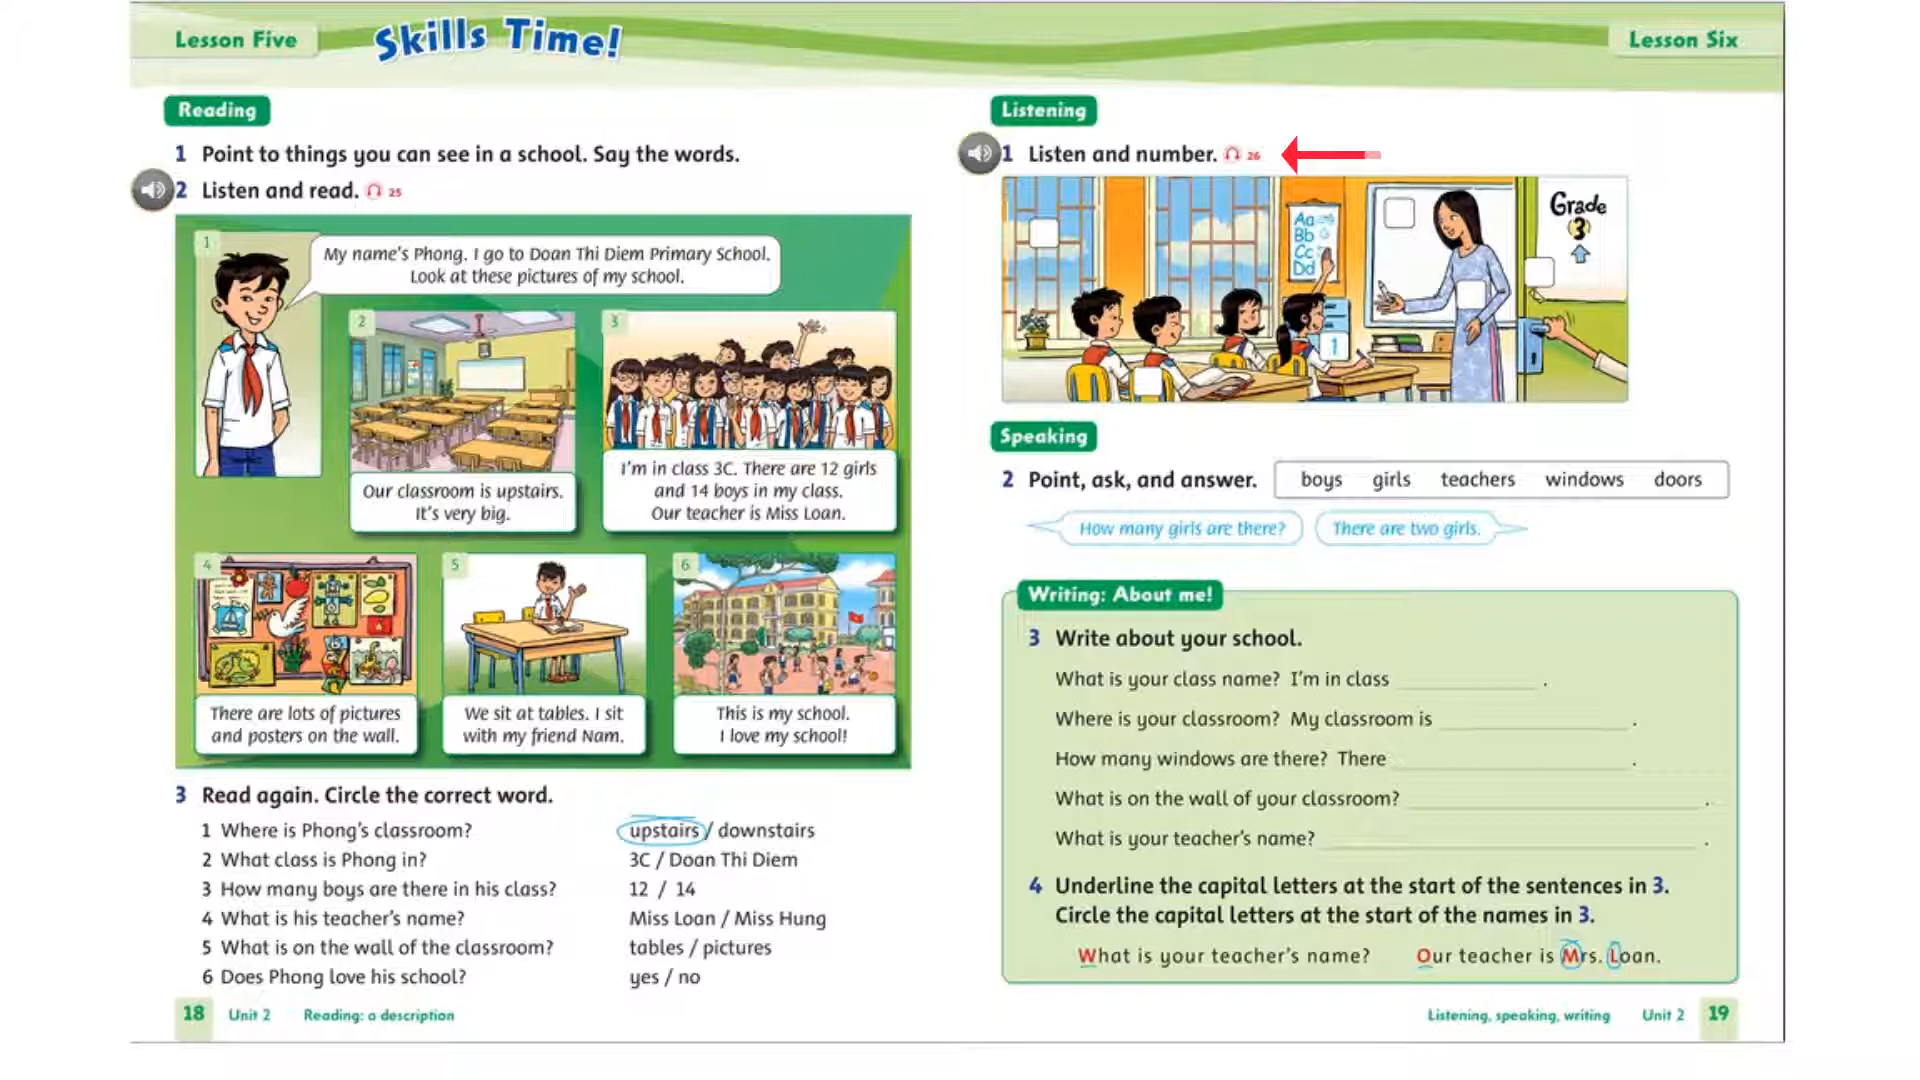 Lesson Five
Skills Time!
Lesson Six
Reading
1 Point to things you can see in a school. Say the words.
2 Listen and read. 25
1
My name's Phong. I go to Doan Thi Diem Primary School.
Look at these pictures of my school.
2
Our classroom is upstairs.
It's very big.
3
I'm in class 3C. There are 12 girls
and 14 boys in my class.
Our teacher is Miss Loan.
4
There are lots of pictures
and posters on the wall.
5
We sit at tables. I sit
with my friend Nam.
6
This is my school.
I love my school!
3 Read again. Circle the correct word.
1 Where is Phong's classroom? upstairs / downstairs
2 What class is Phong in? 3C / Doan Thi Diem
3 How many boys are there in his class? 12 / 14
4 What is his teacher's name? Miss Loan / Miss Hung
5 What is on the wall of the classroom? tables / pictures
6 Does Phong love his school? yes / no
18 Unit 2 Reading: a description
Listening
1 Listen and number. 26
Aa
Bb
Cc
Dd
1
Grade
3
Speaking
2 Point, ask, and answer. boys girls teachers windows doors
How many girls are there? There are two girls.
Writing: About me!
3 Write about your school.
What is your class name? I'm in class ______.
Where is your classroom? My classroom is ______.
How many windows are there? There ______.
What is on the wall of your classroom? ______.
What is your teacher's name? ______.
4 Underline the capital letters at the start of the sentences in 3.
Circle the capital letters at the start of the names in 3.
What is your teacher's name? Our teacher is Mrs. Loan.
Listening, speaking, writing Unit 2 19